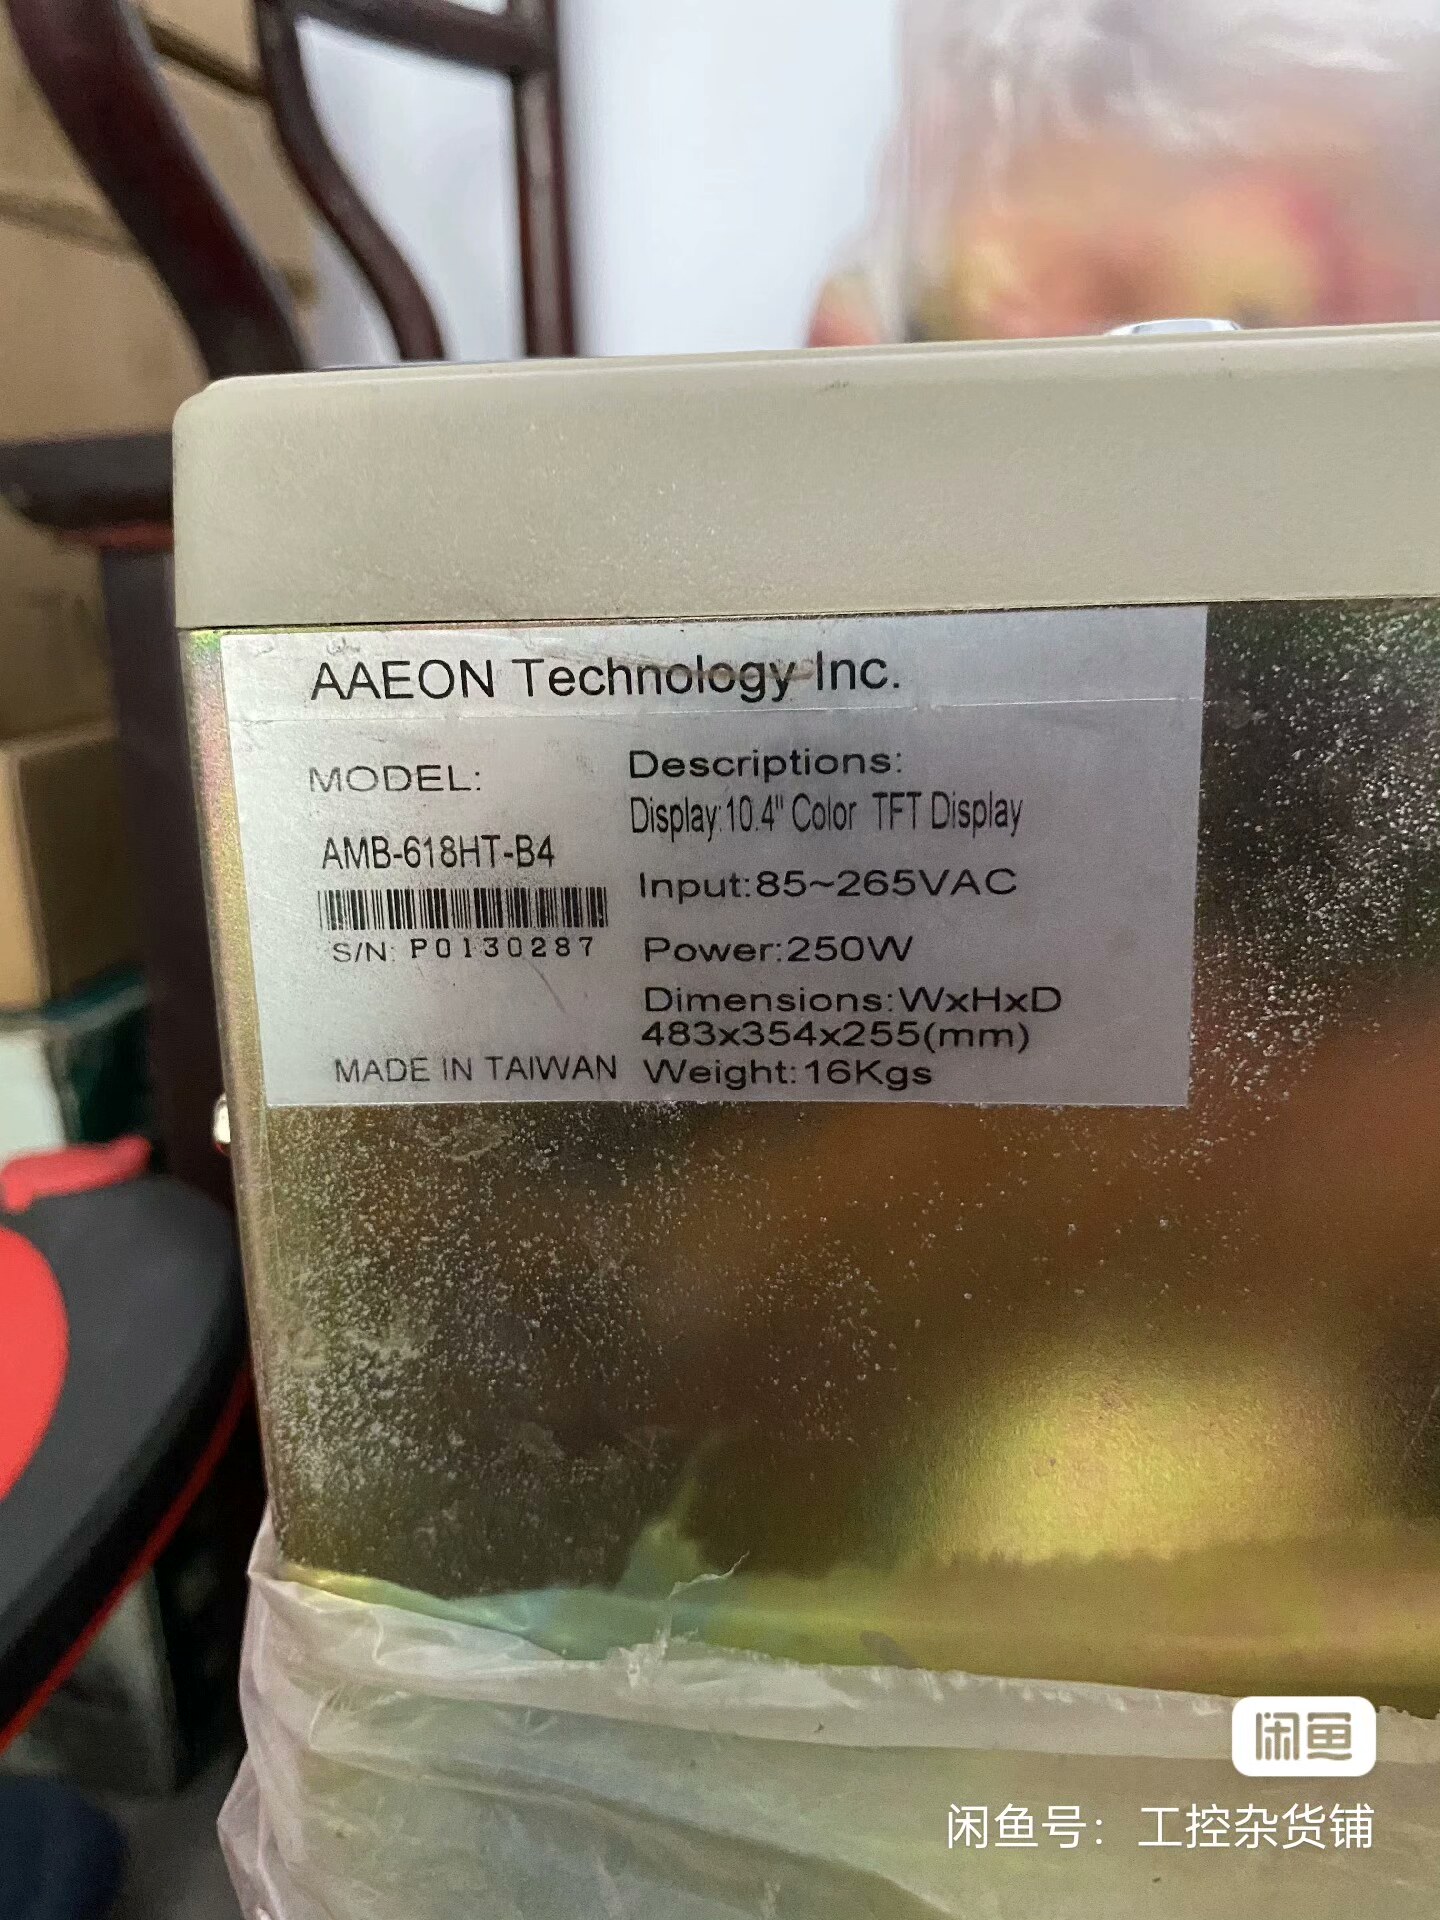 AAEON Technology Inc.
MODEL:
AMB-618HT-B4
S/N: P0130287
MADE IN TAIWAN
Descriptions:
Display:10.4" Color TFT Display
Input:85~265VAC
Power:250W
Dimensions:WxHxD
483x354x255(mm)
Weight:16Kgs
闲鱼
闲鱼号：工控杂货铺